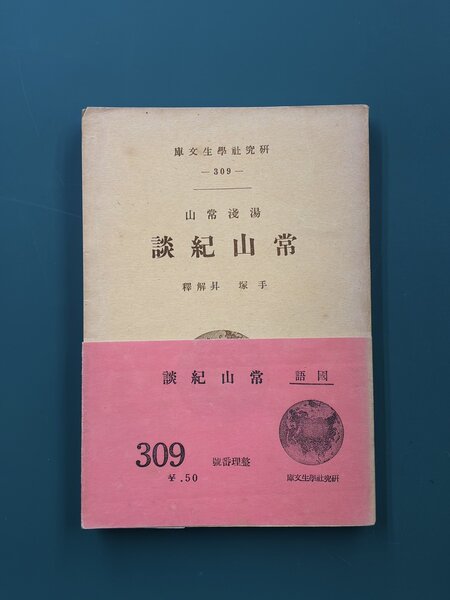 硏究社學生文庫
—309—
湯淺常山
常山紀談
手塚 昇解釋
國語
常山紀談
整理番號
309
¥ .50
硏究社學生文庫